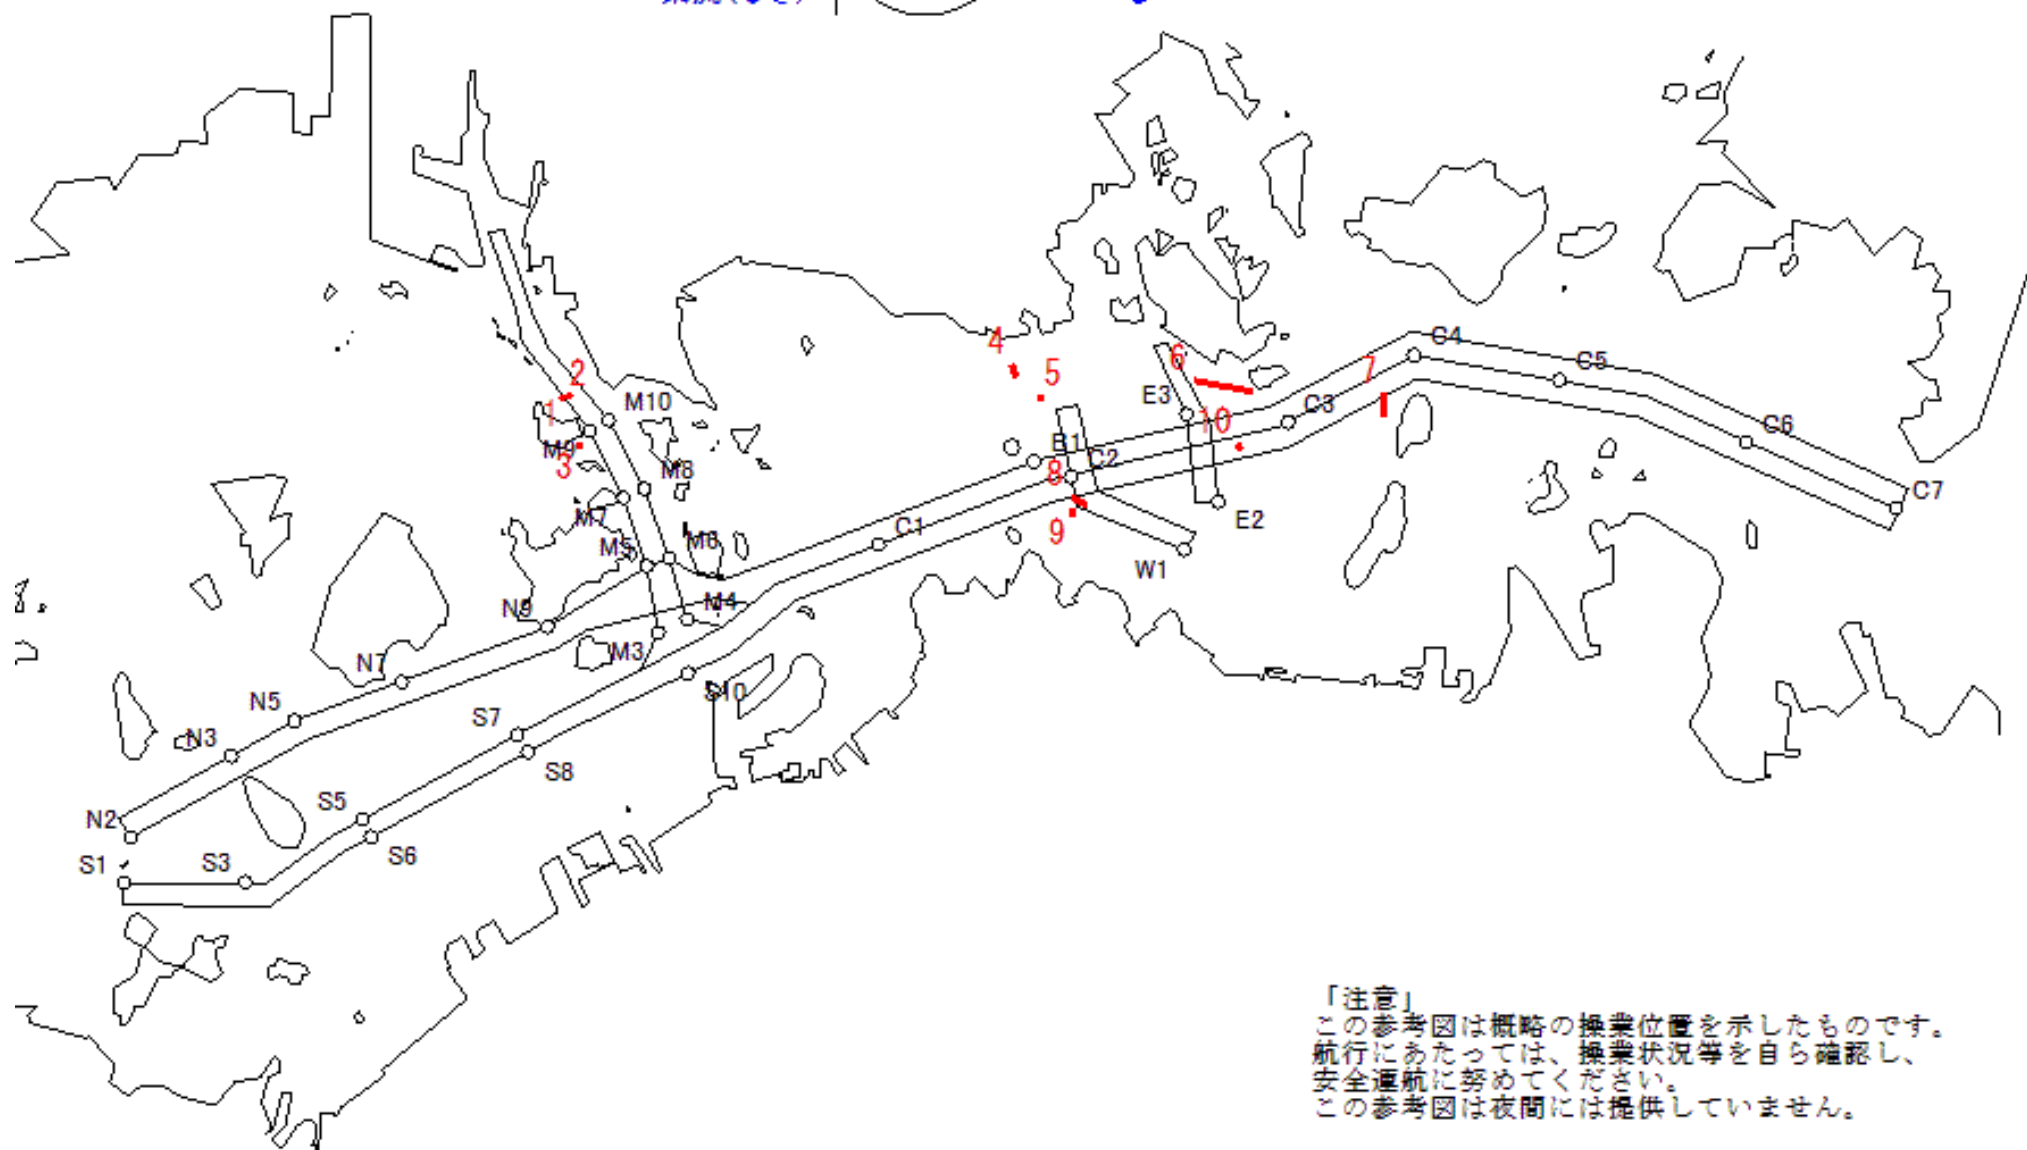 4
C4
2
5
6
7
C5
1
M10
E3
10
C3
M9
3
M8
B1
C2
8
C6
C7
M7
C1
9
E2
M5
M6
W1
N9
M4
N7
M3
N5
S10
N3
S7
S8
N2
S5
S1
S3
S6
「注意」
この参考図は概略の操業位置を示したものです。
航行にあたっては、操業状況等を自ら確認し、
安全運航に努めてください。
この参考図は夜間には提供していません。